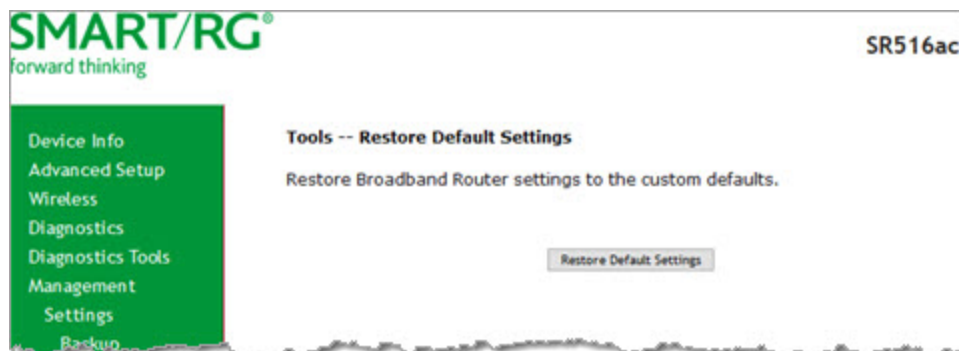 SMART/RG®
forward thinking
SR516ac
Device Info
Advanced Setup
Wireless
Diagnostics
Diagnostics Tools
Management
Settings
Backup
Tools -- Restore Default Settings
Restore Broadband Router settings to the custom defaults.
Restore Default Settings